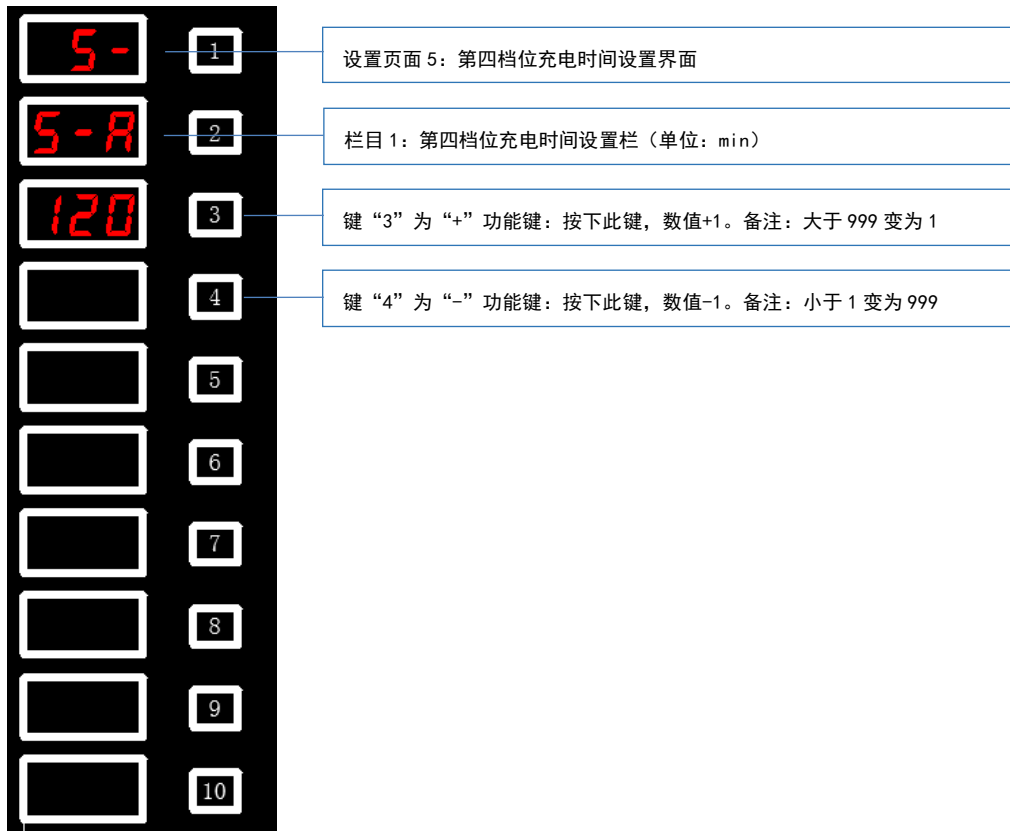 5-
1
设置页面 5：第四档位充电时间设置界面
5-A
2
栏目 1：第四档位充电时间设置栏（单位：min）
120
3
键“3”为“+”功能键：按下此键，数值+1。备注：大于 999 变为 1
4
键“4”为“-”功能键：按下此键，数值-1。备注：小于 1 变为 999
5
6
7
8
9
10